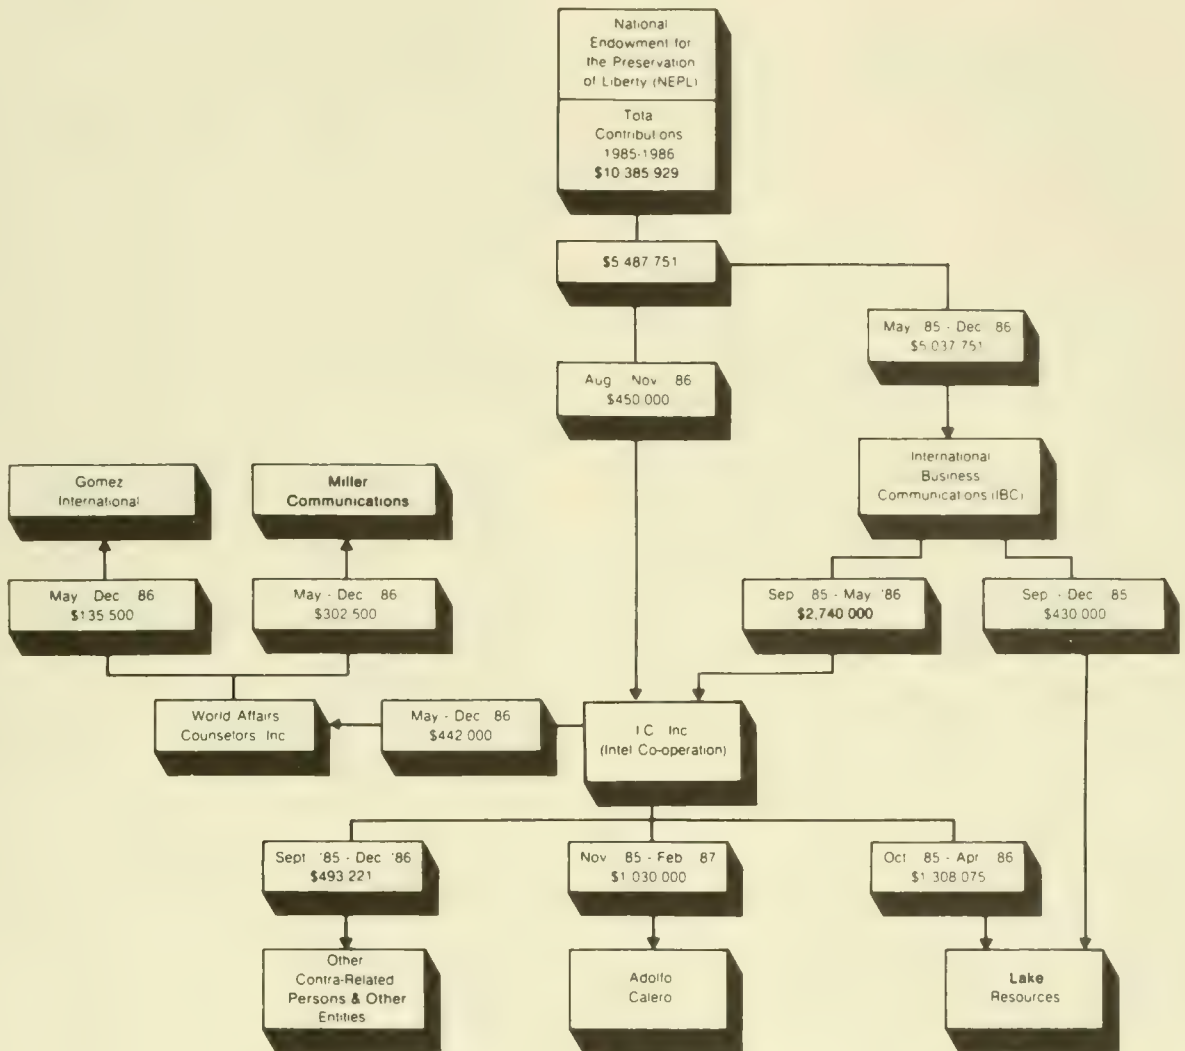 National
Endowment for
the Preservation
of Liberty (NEPL)
Tota
Contributions
1985-1986
$10 385 929
$5 487 751
May 85 - Dec 86
$5 037 751
Aug Nov 86
$450 000
International
Business
Communications (IBC)
Gomez
International
Miller
Communications
May Dec 86
$135 500
May - Dec 86
$302 500
Sep 85 - May '86
$2,740 000
Sep - Dec 85
$430 000
World Affairs
Counselors Inc
May - Dec 86
$442 000
I C Inc
(Intel Co-operation)
Sept '85 - Dec '86
$493 221
Nov 85 - Feb 87
$1 030 000
Oct 85 - Apr 86
$1 308 075
Other
Contra-Related
Persons & Other
Entities
Adolfo
Calero
Lake
Resources